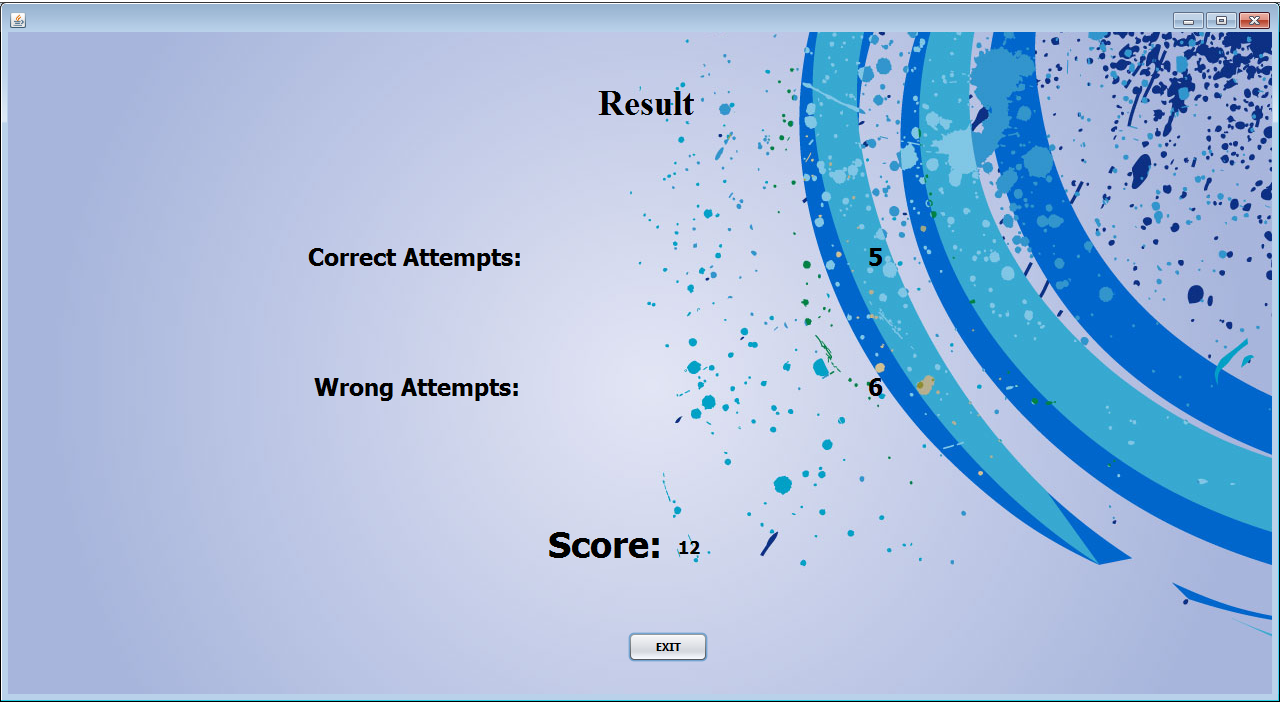 Result
Correct Attempts: 5
Wrong Attempts: 6
Score: 12
EXIT